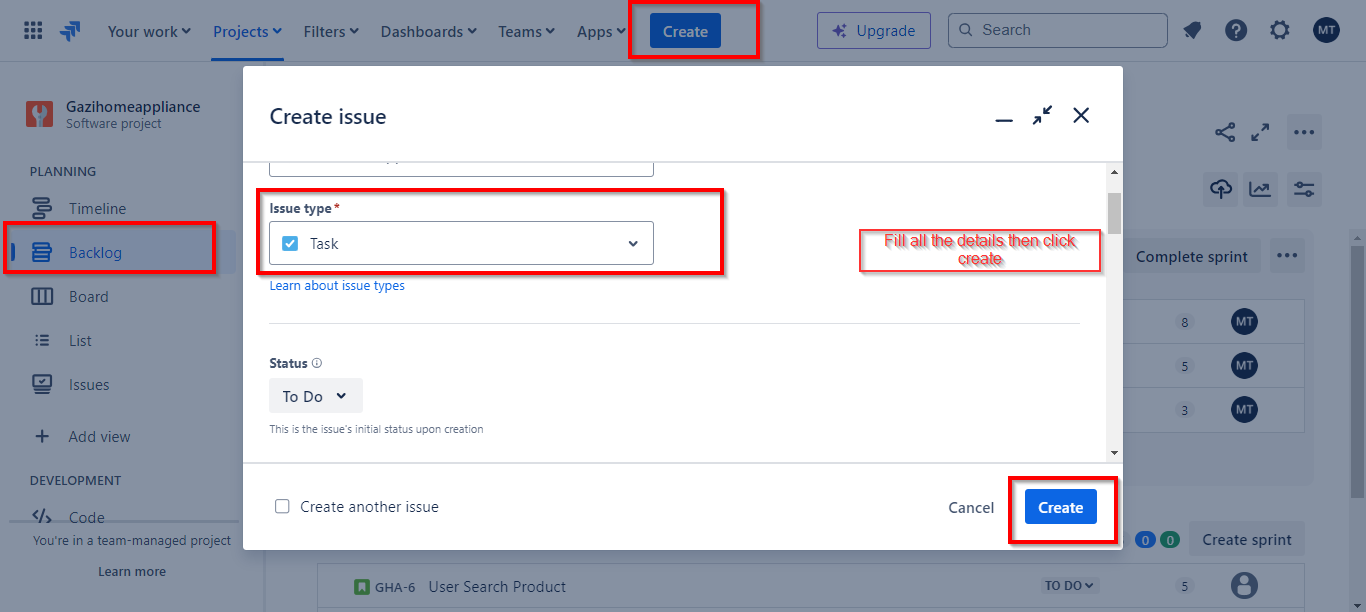 Your work Projects Filters Dashboards Teams Apps Create Upgrade Search MT
Gazihomeappliance
Software project
PLANNING
Timeline
Backlog
Board
List
Issues
Add view
DEVELOPMENT
Code
You're in a team-managed project
Learn more
Create issue
Issue type *
Task
Learn about issue types
Fill all the details then click
create
Status
To Do
This is the issue's initial status upon creation
Create another issue
Cancel Create
Complete sprint
8 MT
5 MT
3 MT
0 0 Create sprint
GHA-6 User Search Product TO DO 5